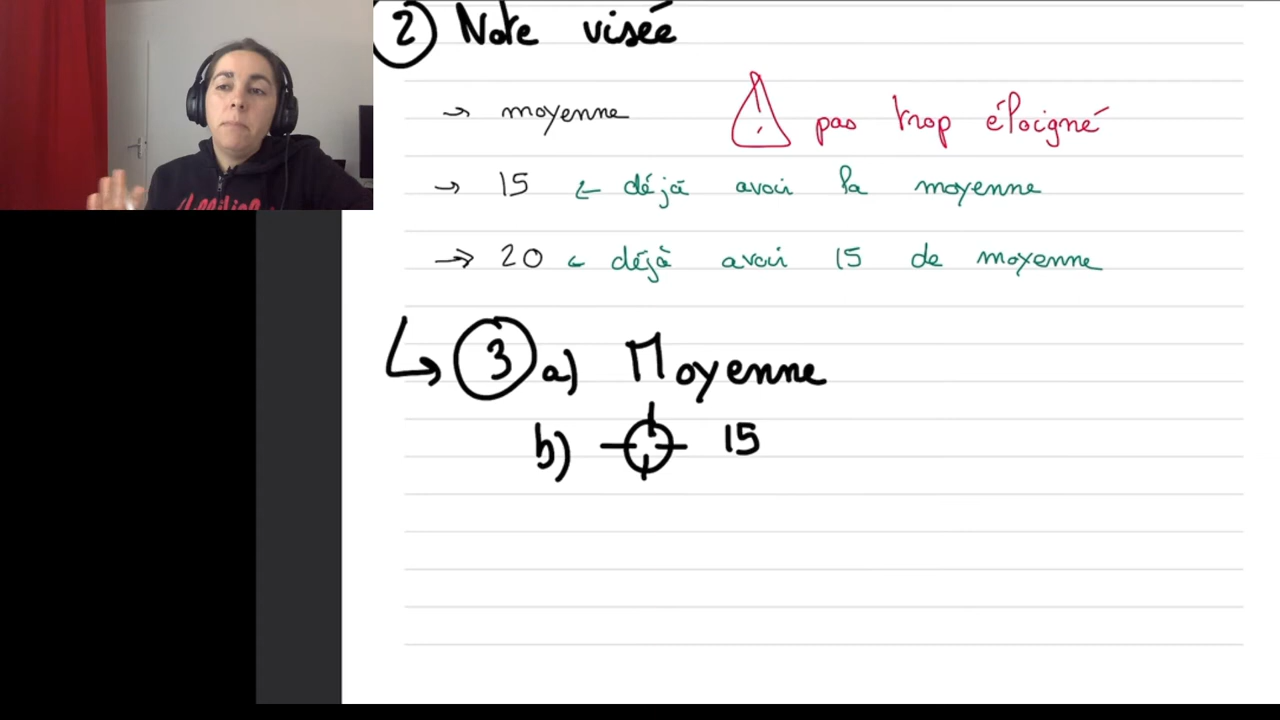 2) Note visée
→ moyenne ! pas trop éloigné
→ 15 ← déjà avoir la moyenne
→ 20 ← déjà avoir 15 de moyenne
↳ 3 a) Moyenne
b) 15